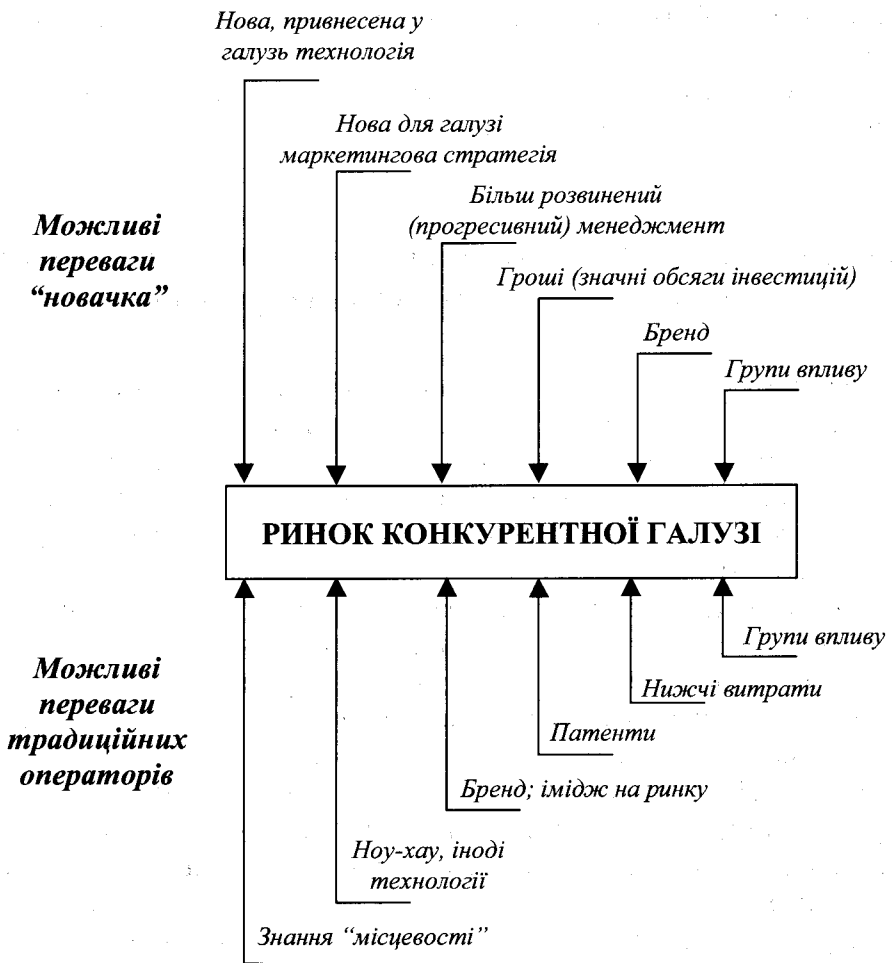 Нова, привнесена у
галузь технологія
Нова для галузі
маркетингова стратегія
Більш розвинений
(прогресивний) менеджмент
Можливі
переваги
“новачка”
Гроші (значні обсяги інвестицій)
Бренд
Групи впливу
РИНОК КОНКУРЕНТНОЇ ГАЛУЗІ
Можливі
переваги
традиційних
операторів
Групи впливу
Нижчі витрати
Патенти
Бренд; імідж на ринку
Ноу-хау, іноді
технології
Знання “місцевості”